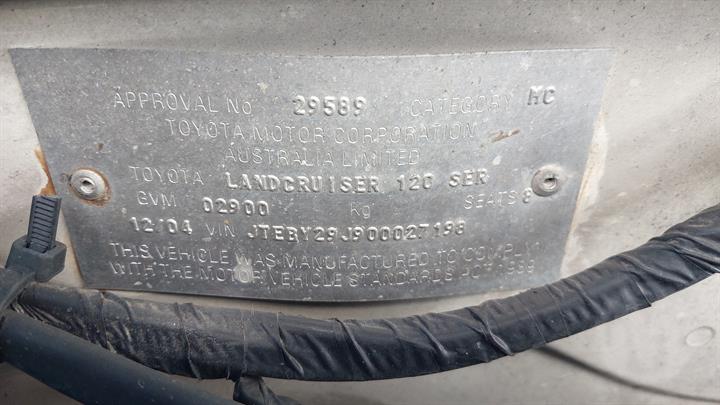 APPROVAL No 29589 CATEGORY MC
TOYOTA MOTOR CORPORATION
AUSTRALIA LIMITED
TOYOTA LANDCRUISER 120 SER
GVM 02900 kg SEATS 8
12/04 VIN JTEBY29J900027198
THIS VEHICLE WAS MANUFACTURED TO COMPLY
WITH THE MOTOR VEHICLE STANDARDS ACT 1989